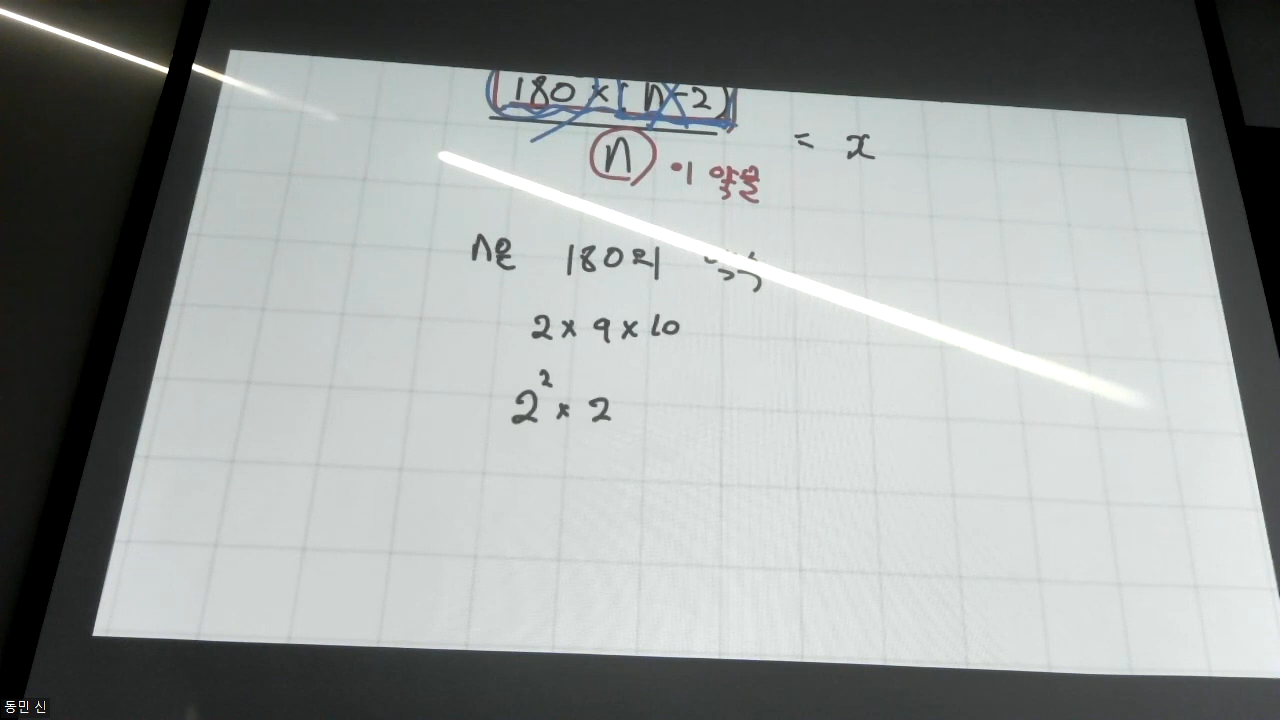 180 × (n-2)
n
= x
이 약분
n은 180의
2 × 9 × 10
2² × 2
동민 신